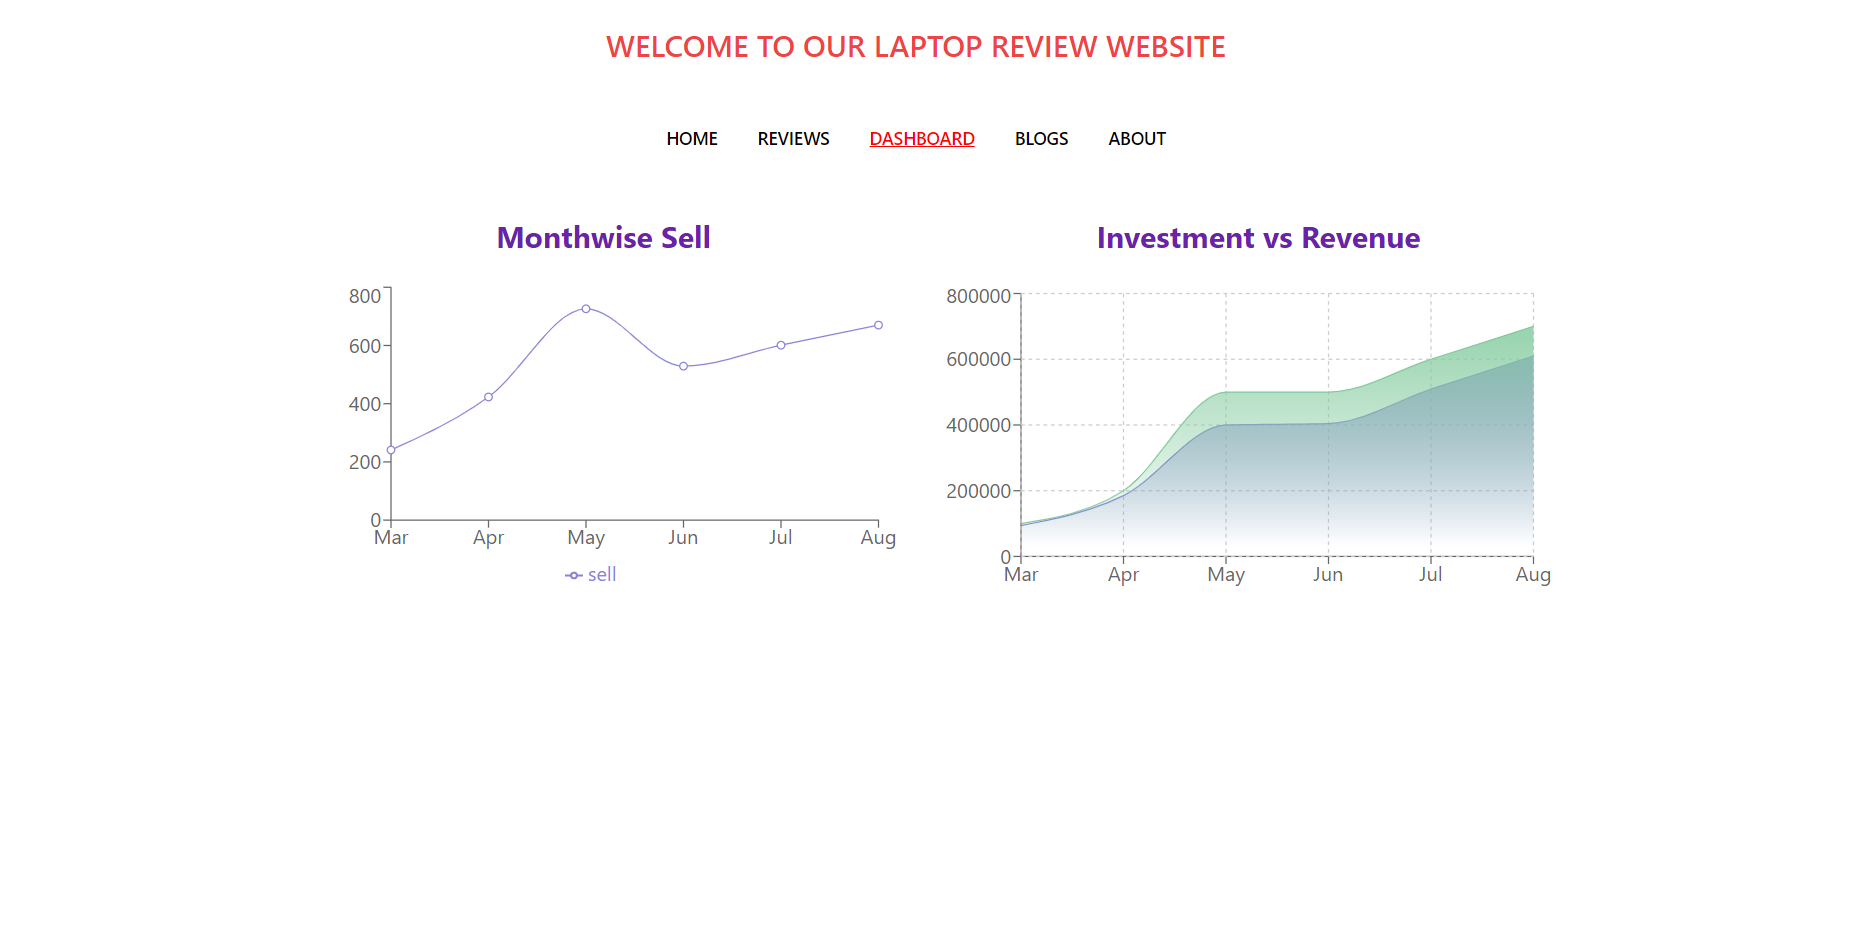 WELCOME TO OUR LAPTOP REVIEW WEBSITE
HOME REVIEWS DASHBOARD BLOGS ABOUT
Monthwise Sell
800
600
400
200
0
Mar Apr May Jun Jul Aug
sell
Investment vs Revenue
800000
600000
400000
200000
0
Mar Apr May Jun Jul Aug